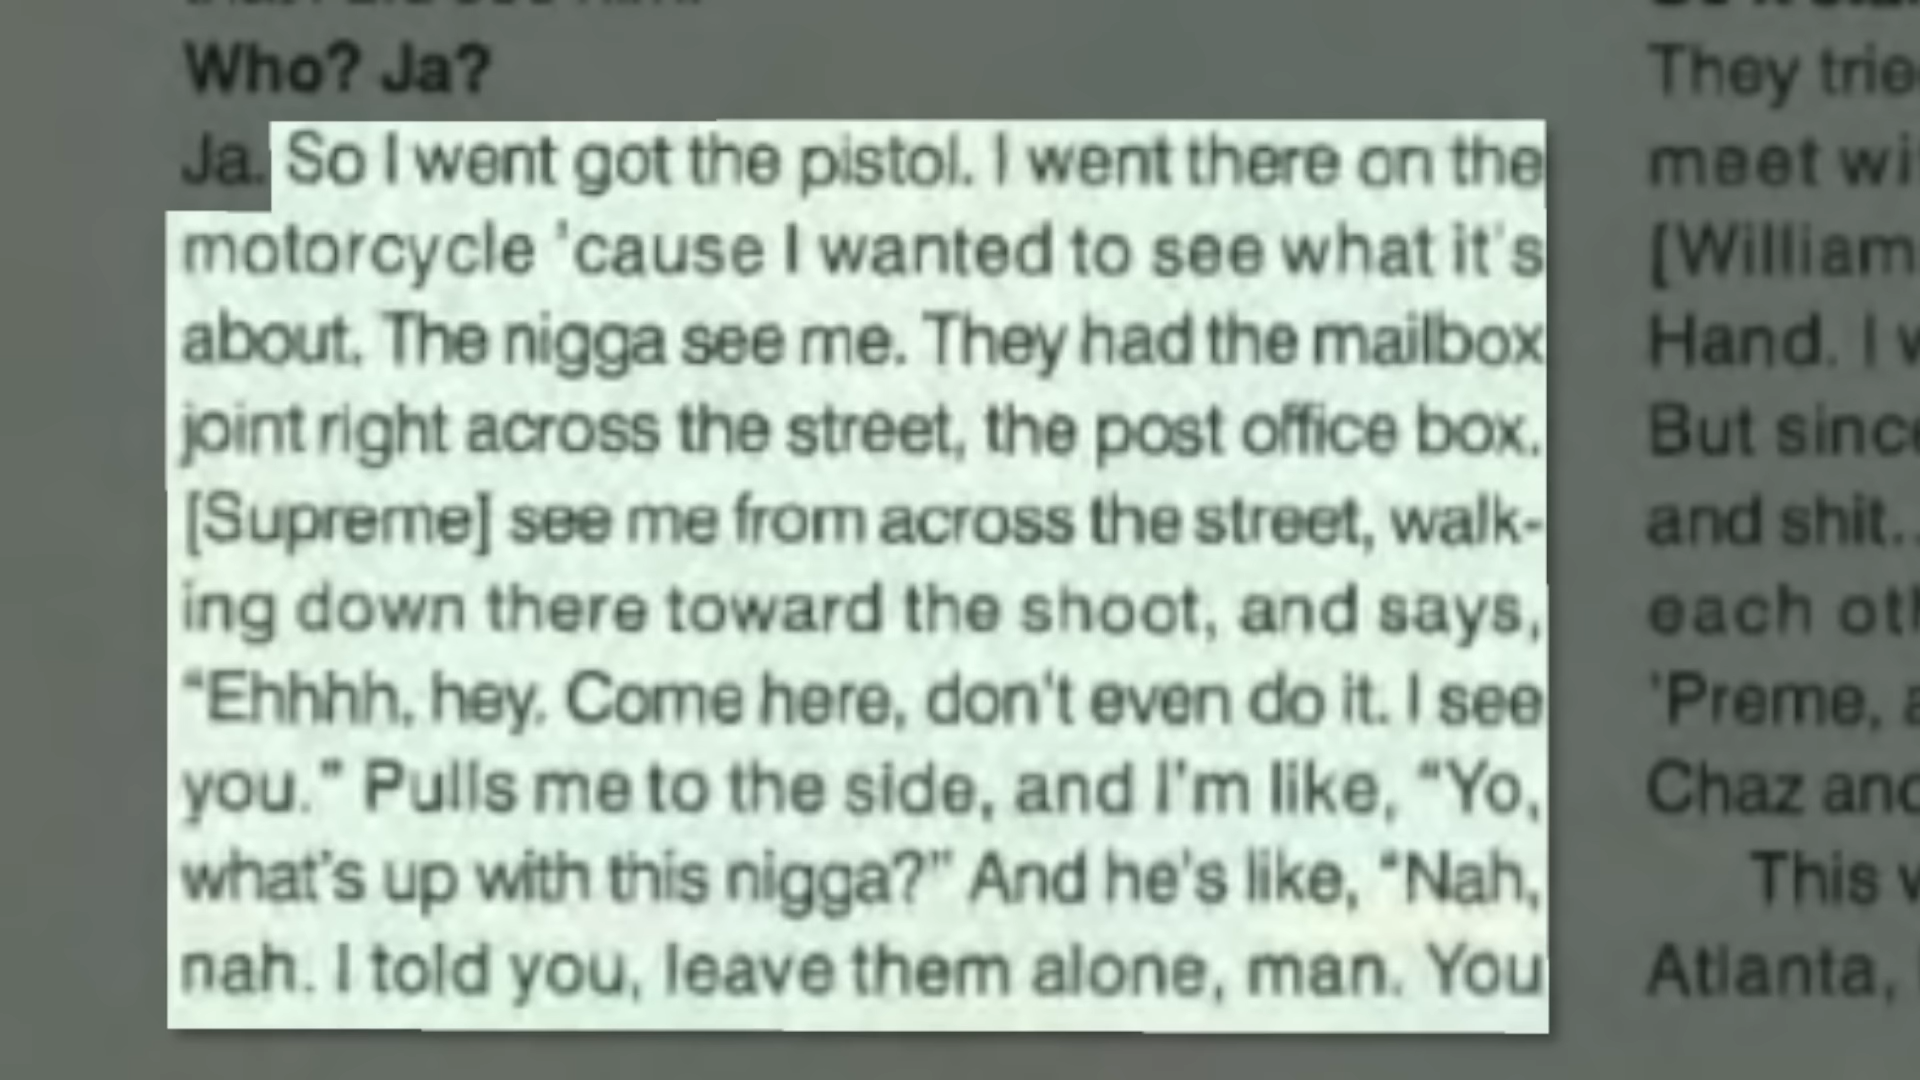 Who? Ja?
Ja. So I went got the pistol. I went there on the
motorcycle 'cause I wanted to see what it's
about. The nigga see me. They had the mailbox
joint right across the street, the post office box.
[Supreme] see me from across the street, walk-
ing down there toward the shoot, and says,
“Ehhhh, hey. Come here, don't even do it. I see
you.” Pulls me to the side, and I'm like, “Yo,
what's up with this nigga?” And he's like, “Nah,
nah. I told you, leave them alone, man. You
They
meet
[William
Hand. I
But
and shit..
each
'Preme,
Chaz
This
Atlanta,